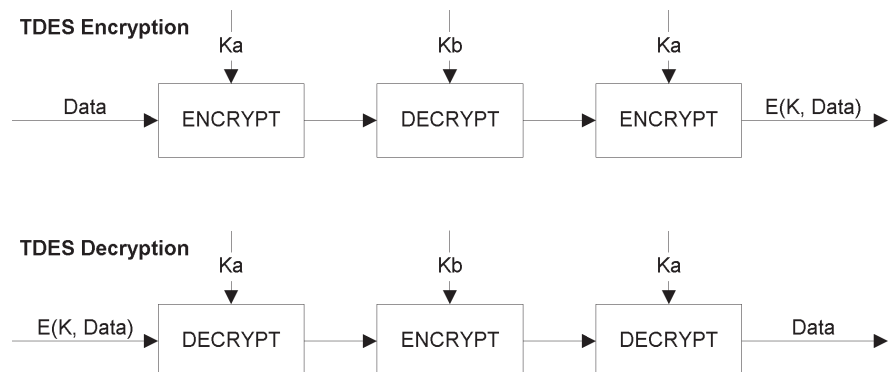 TDES Encryption
Ka
Kb
Ka
Data
ENCRYPT
DECRYPT
ENCRYPT
E(K, Data)
TDES Decryption
Ka
Kb
Ka
E(K, Data)
DECRYPT
ENCRYPT
DECRYPT
Data